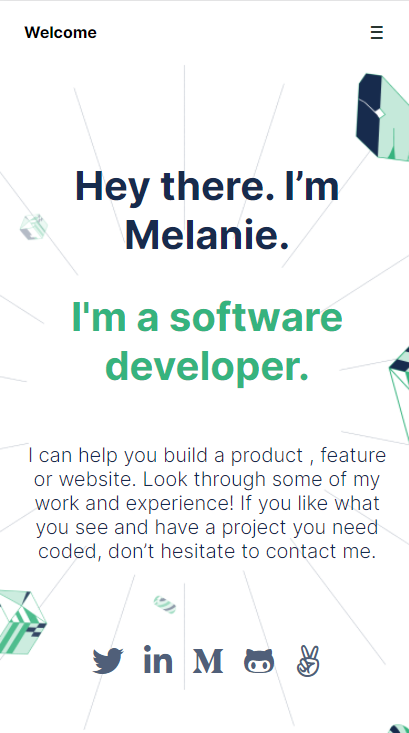 Welcome
Hey there. I’m
Melanie.
I'm a software
developer.
I can help you build a product , feature
or website. Look through some of my
work and experience! If you like what
you see and have a project you need
coded, don’t hesitate to contact me.